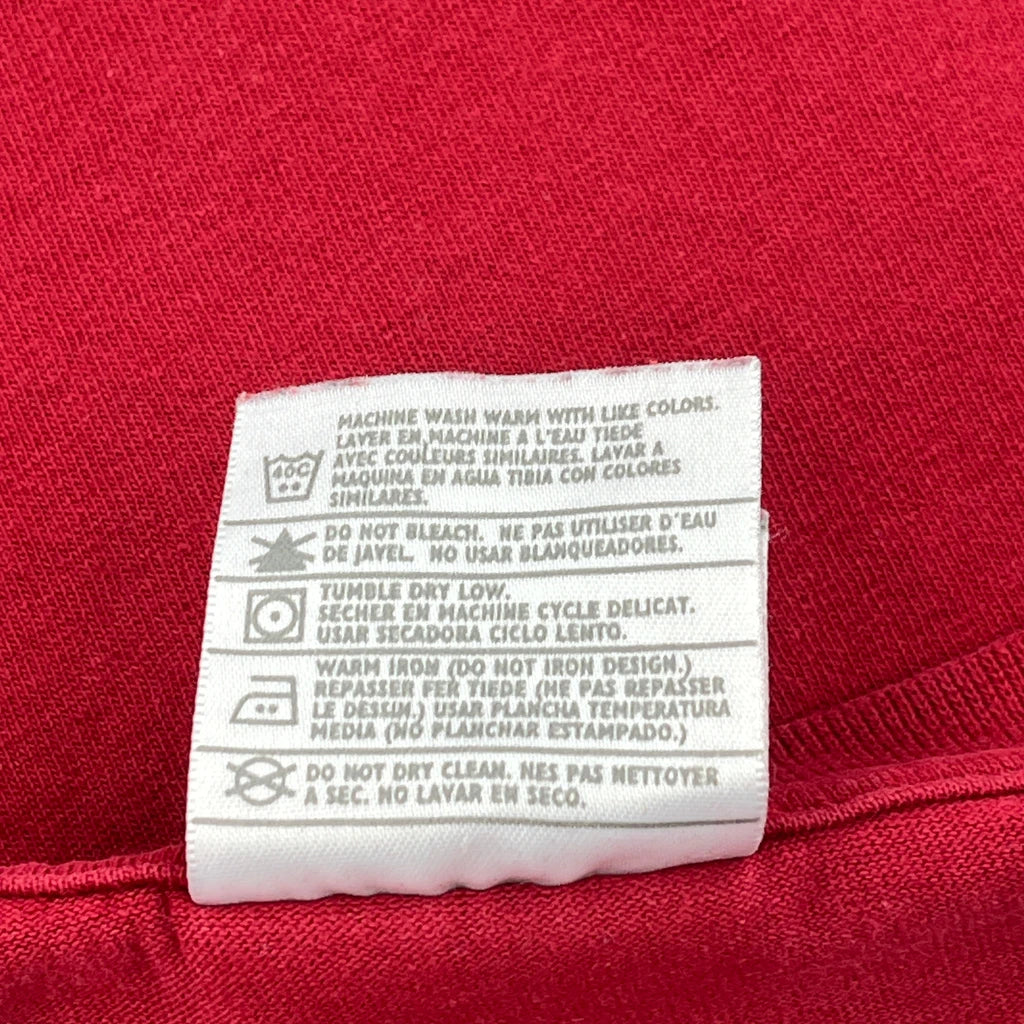 MACHINE WASH WARM WITH LIKE COLORS.
LAVER EN MACHINE A L'EAU TIEDE
AVEC COULEURS SIMILAIRES. LAVAR A
MAQUINA EN AGUA TIBIA CON COLORES
SIMILARES.
40C
DO NOT BLEACH. NE PAS UTILISER D'EAU
DE JAVEL. NO USAR BLANQUEADORES.
TUMBLE DRY LOW.
SECHER EN MACHINE CYCLE DELICAT.
USAR SECADORA CICLO LENTO.
WARM IRON (DO NOT IRON DESIGN.)
REPASSER FER TIEDE (NE PAS REPASSER
LE DESSIN.) USAR PLANCHA TEMPERATURA
MEDIA (NO PLANCHAR ESTAMPADO.)
DO NOT DRY CLEAN. NES PAS NETTOYER
A SEC. NO LAVAR EN SECO.